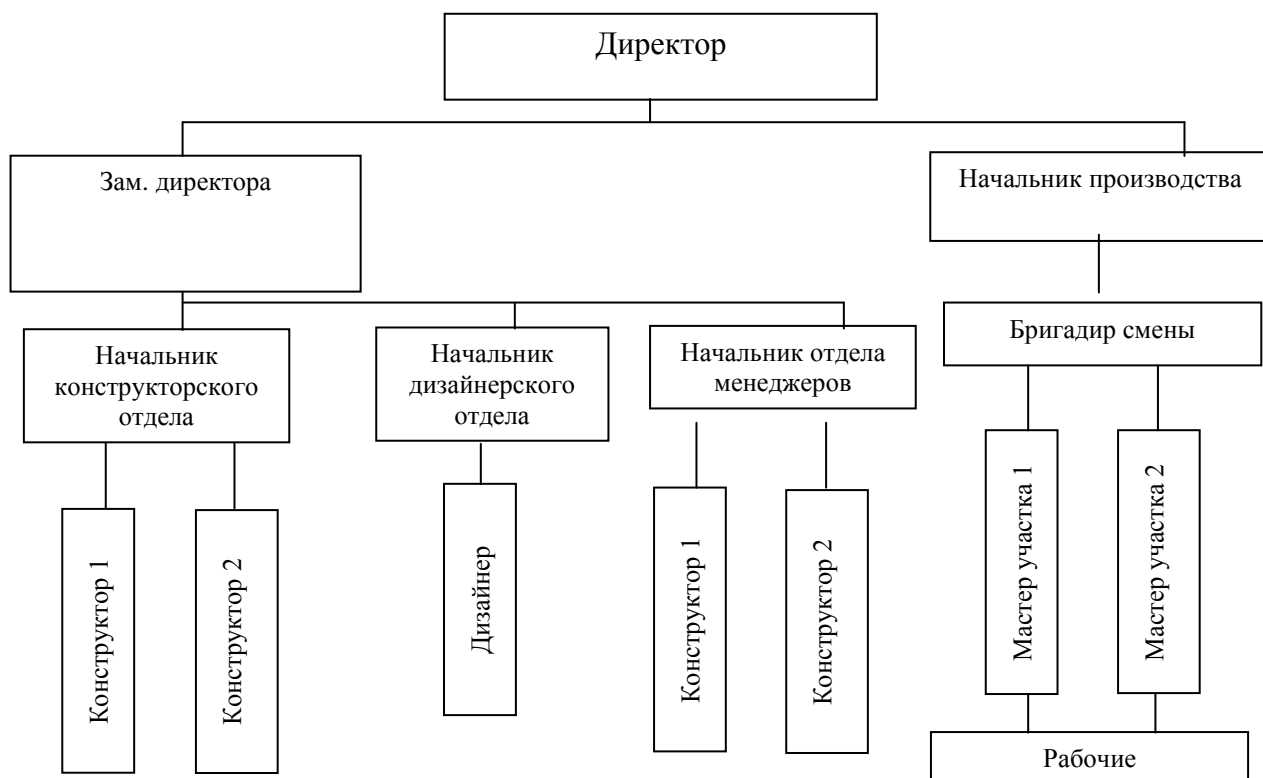 Директор
Зам. директора
Начальник производства
Начальник
конструкторского
отдела
Начальник
дизайнерского
отдела
Начальник отдела
менеджеров
Бригадир смены
Конструктор 1
Конструктор 2
Дизайнер
Конструктор 1
Конструктор 2
Мастер участка 1
Мастер участка 2
Рабочие